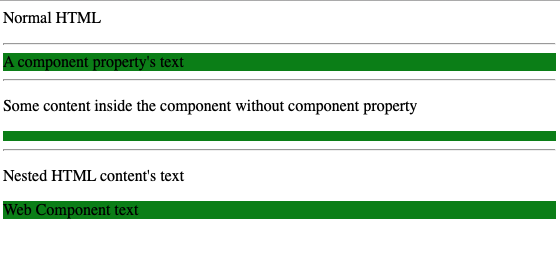 Normal HTML
A component property's text
Some content inside the component without component property
Nested HTML content's text
Web Component text